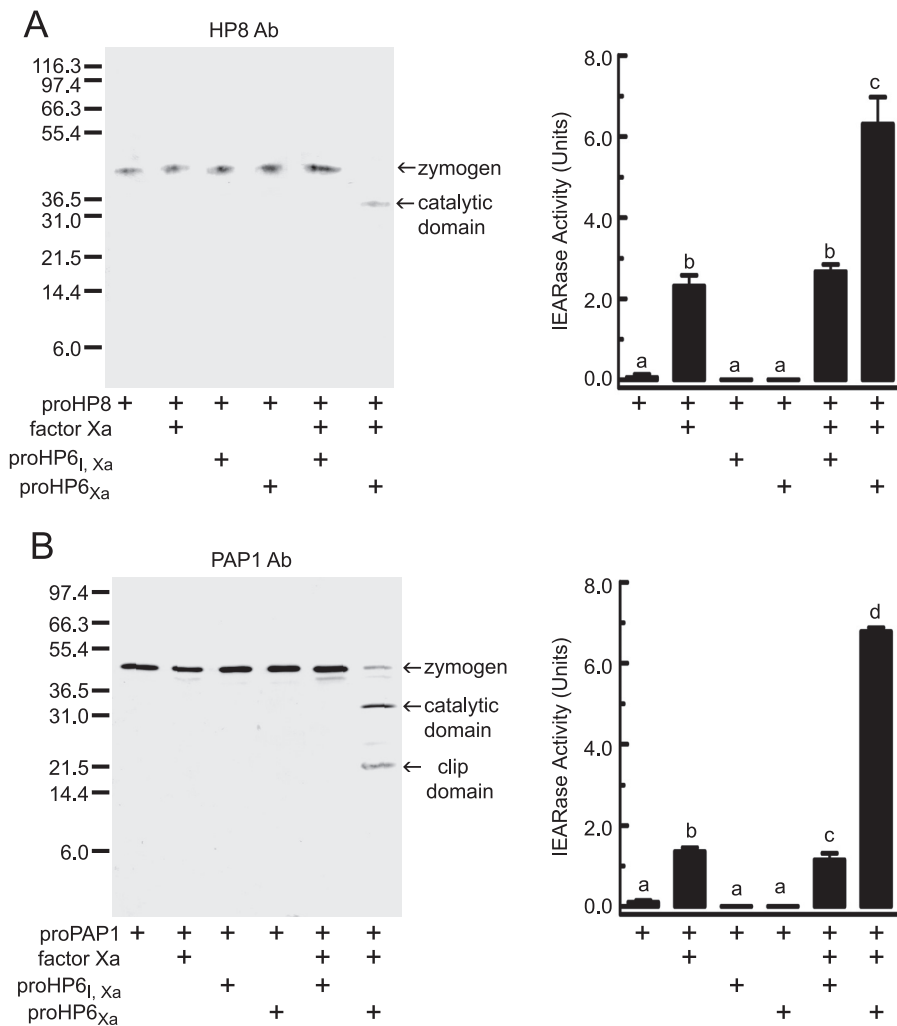 A
HP8 Ab
116.3
97.4
66.3
55.4
36.5
31.0
21.5
14.4
6.0
←zymogen
←catalytic
domain
proHP8 + + + + + +
factor Xa + + +
proHP6I, Xa + +
proHP6Xa + +
IEARase Activity (Units)
8.0
6.0
4.0
2.0
0.0
a b a a b c
+ + + + + +
+ + +
+ +
+ +
B
PAP1 Ab
97.4
66.3
55.4
36.5
31.0
21.5
14.4
6.0
←zymogen
←catalytic
domain
← clip
domain
proPAP1 + + + + + +
factor Xa + + +
proHP6I, Xa + +
proHP6Xa + +
IEARase Activity (Units)
8.0
6.0
4.0
2.0
0.0
a b a a c d
+ + + + + +
+ + +
+ +
+ +